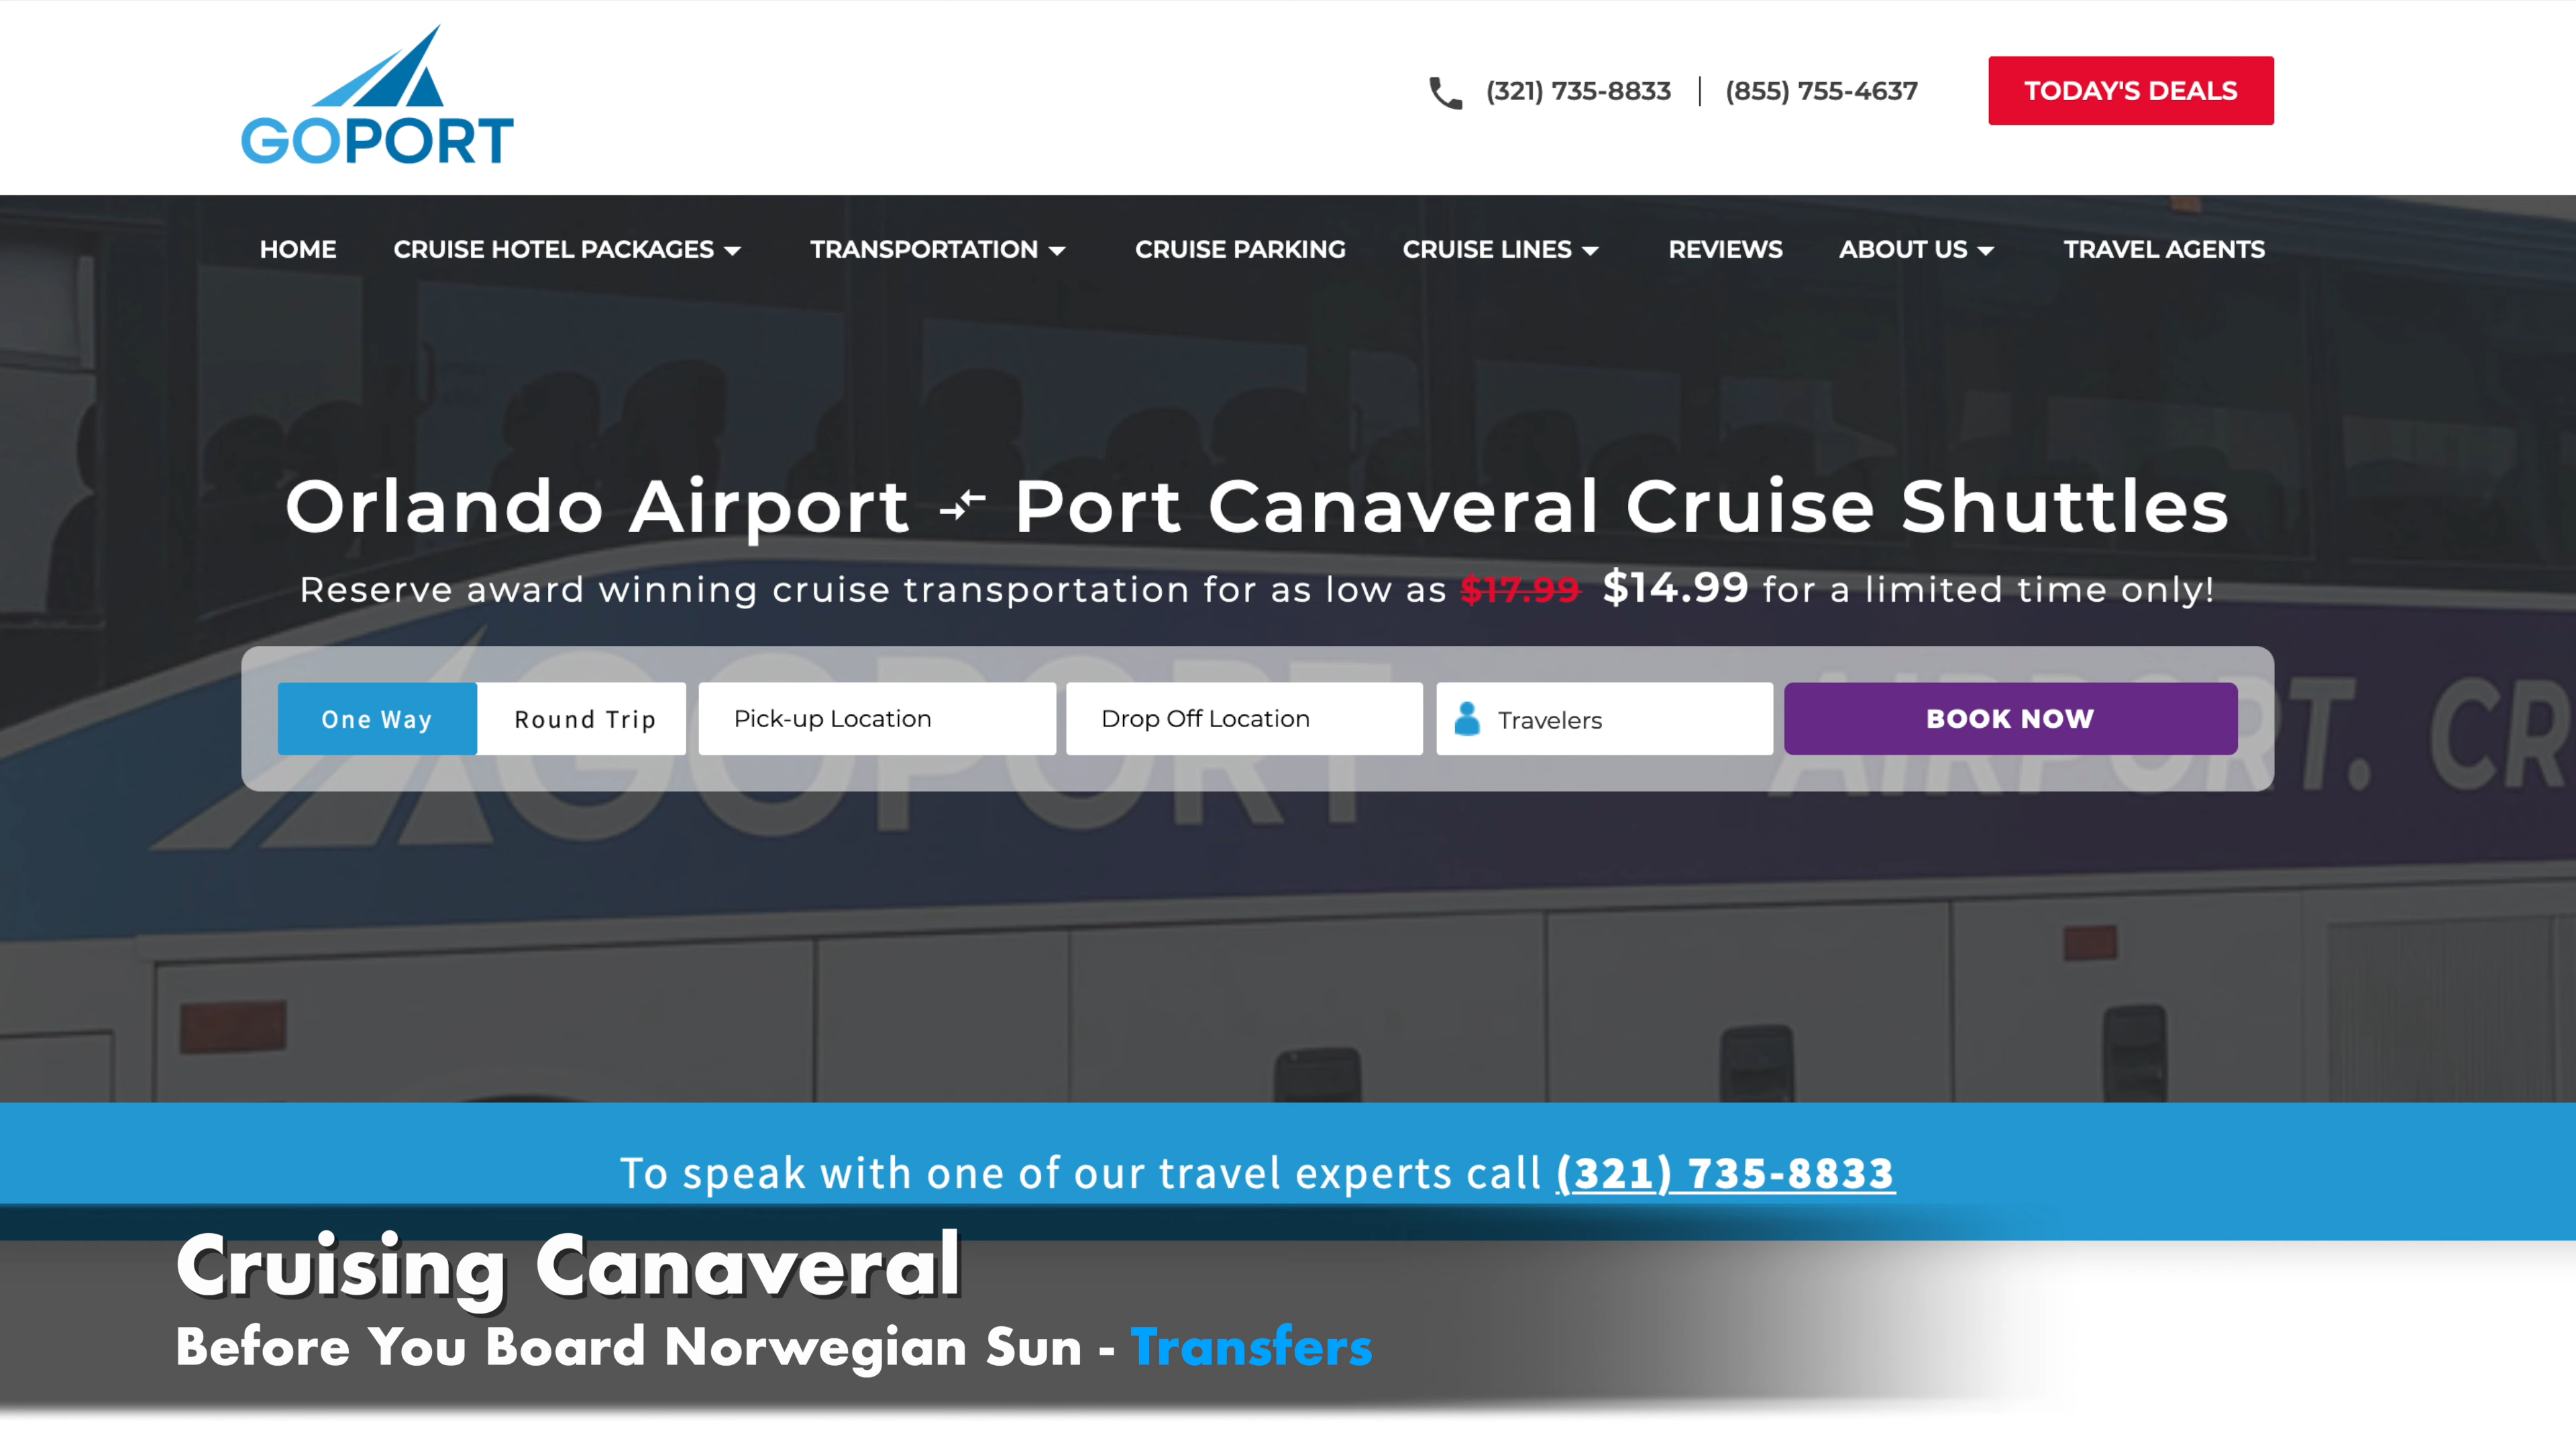 GOPORT
(321) 735-8833 | (855) 755-4637
TODAY'S DEALS
HOME CRUISE HOTEL PACKAGES TRANSPORTATION CRUISE PARKING CRUISE LINES REVIEWS ABOUT US TRAVEL AGENTS
Orlando Airport Port Canaveral Cruise Shuttles
Reserve award winning cruise transportation for as low as $17.99 $14.99 for a limited time only!
One Way Round Trip Pick-up Location Drop Off Location Travelers BOOK NOW
GOPORT AIRPORT. CR
To speak with one of our travel experts call (321) 735-8833
Cruising Canaveral
Before You Board Norwegian Sun - Transfers